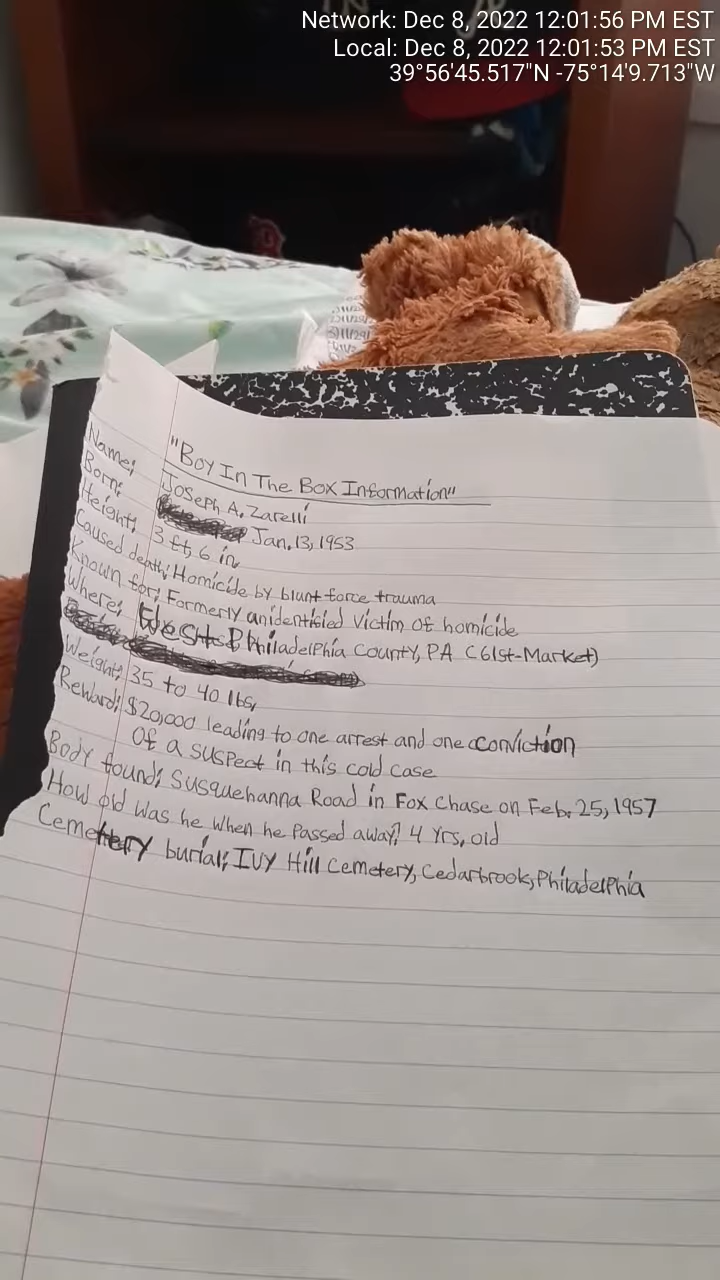 Network: Dec 8, 2022 12:01:56 PM EST
Local: Dec 8, 2022 12:01:53 PM EST
39°56'45.517"N -75°14'9.713"W
"Boy In The Box Information"
Name: Joseph A. Zarelli
Born: Jan. 13, 1953
Height: 3 ft, 6 in.
Caused death: Homicide by blunt force trauma
Known for: Formerly unidentified victim of homicide
Where: West Philadelphia County, PA (61st-Market)
Weight: 35 to 40 lbs.
Reward: $20,000 leading to one arrest and one conviction
of a suspect in this cold case
Body found: Susquehanna Road in Fox Chase on Feb. 25, 1957
How old was he when he passed away? 4 yrs, old
Cemetery burial: Ivy Hill Cemetery, Cedarbrook, Philadelphia